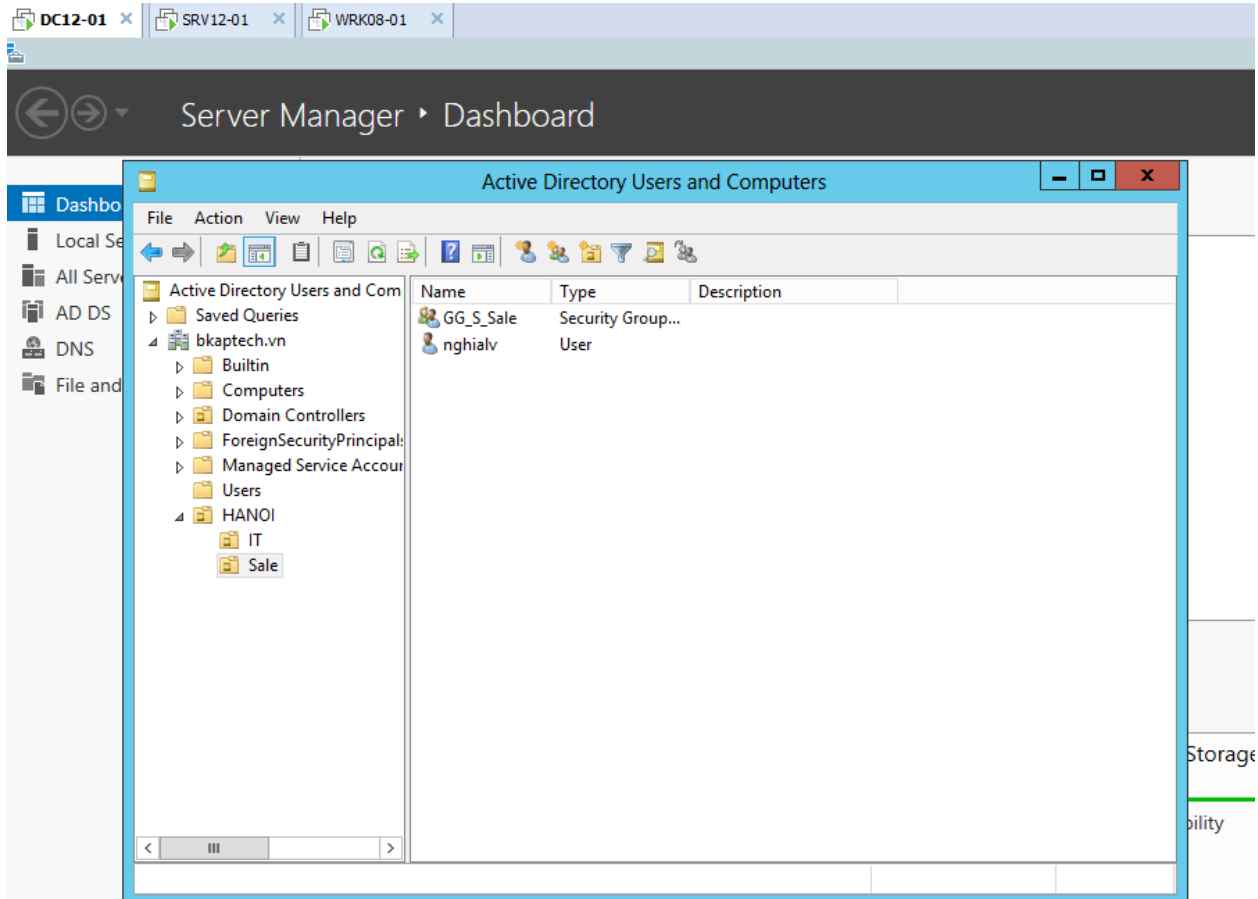 DC12-01 SRV12-01 WRK08-01
Server Manager Dashboard
Active Directory Users and Computers
File Action View Help
Dashbo
Local Se
All Serv
AD DS
DNS
File and
Active Directory Users and Com
Saved Queries
bkaptech.vn
Builtin
Computers
Domain Controllers
ForeignSecurityPrincipals
Managed Service Accour
Users
HANOI
IT
Sale
Name Type Description
GG_S_Sale Security Group...
nghialv User
Storage
bility